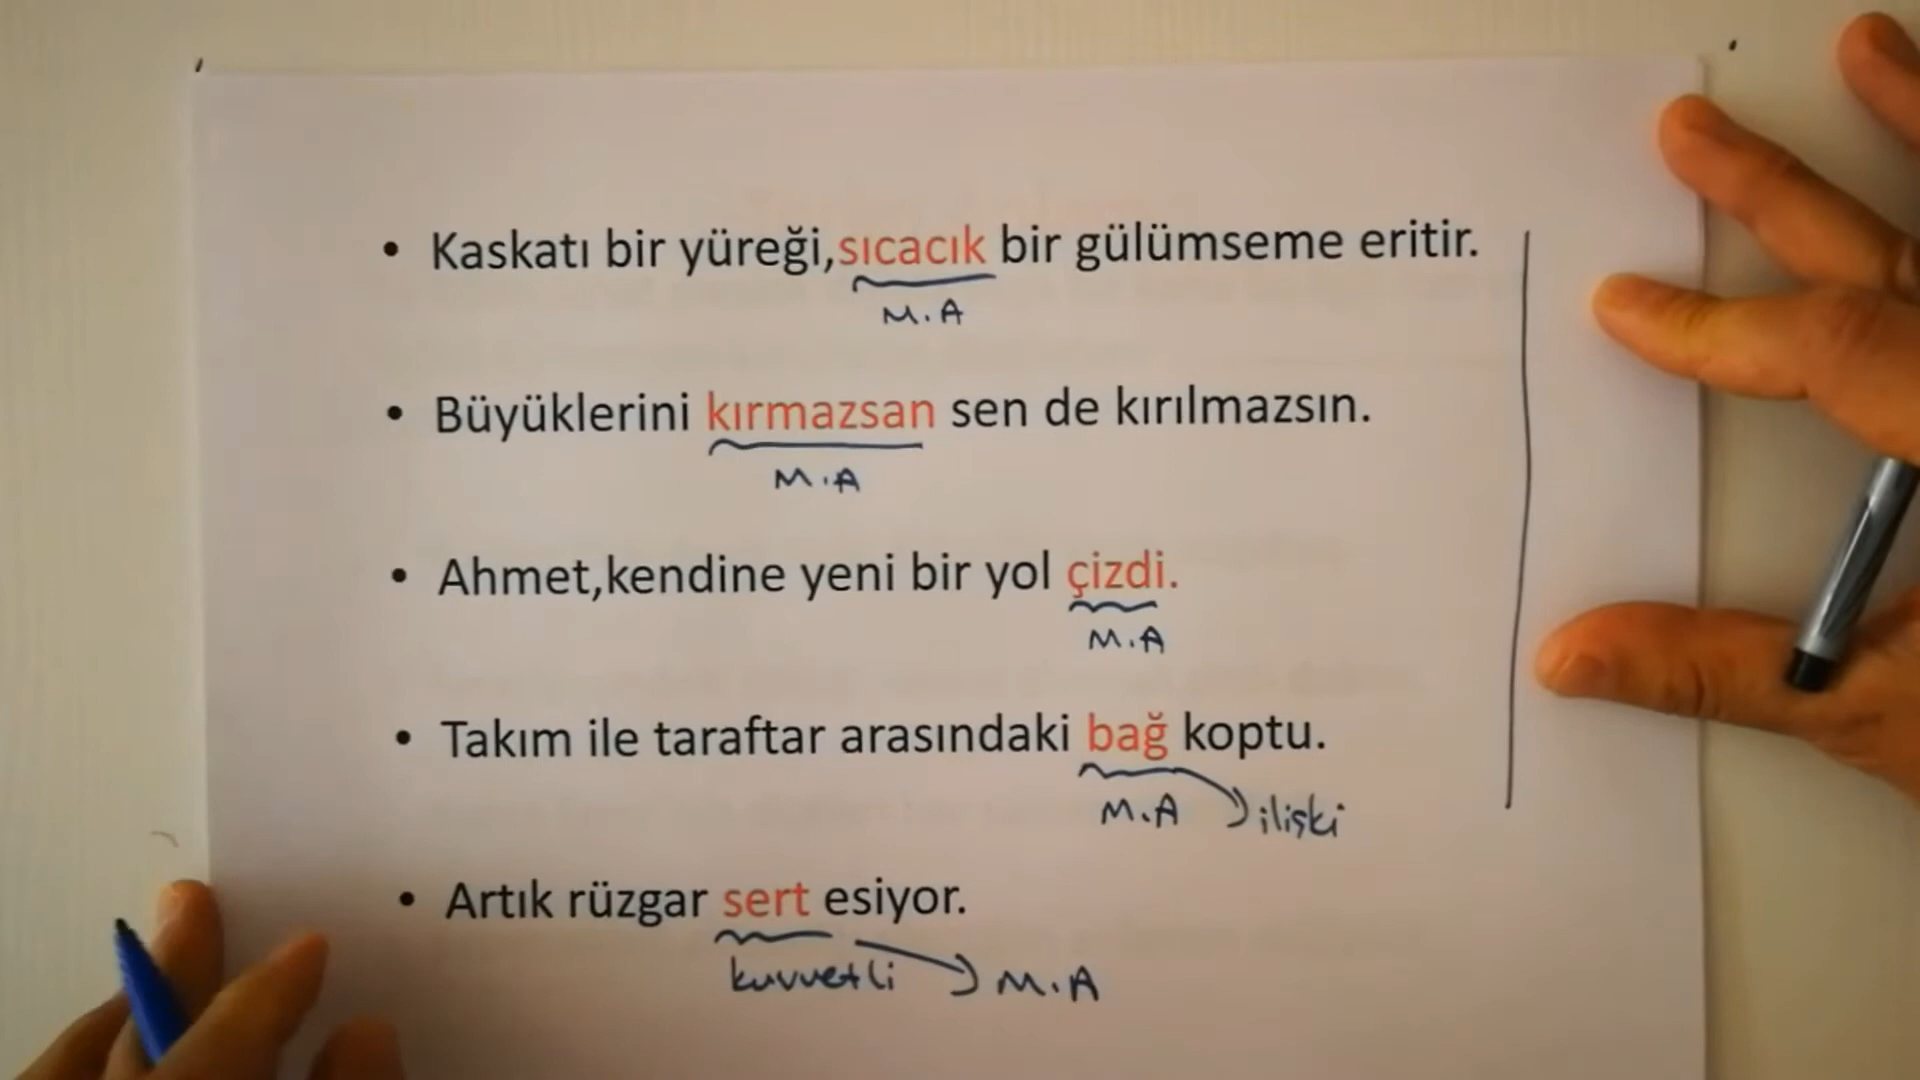 • Kaskatı bir yüreği,sıcacık bir gülümseme eritir.
M.A
• Büyüklerini kırmazsan sen de kırılmazsın.
M.A
• Ahmet,kendine yeni bir yol çizdi.
M.A
• Takım ile taraftar arasındaki bağ koptu.
M.A ilişki
• Artık rüzgar sert esiyor.
kuvvetli M.A